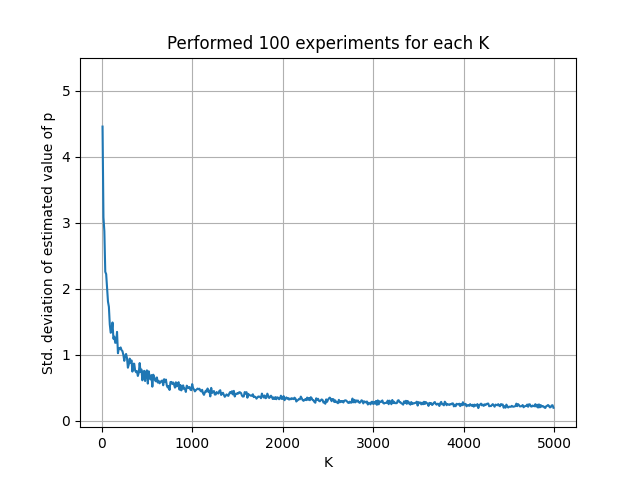 Performed 100 experiments for each K
Std. deviation of estimated value of p
5
4
3
2
1
0
0 1000 2000 3000 4000 5000
K